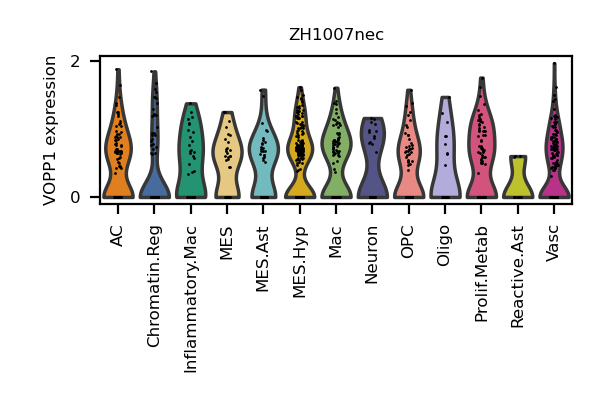 ZH1007nec
VOPP1 expression
2
0
AC
Chromatin.Reg
Inflammatory.Mac
MES
MES.Ast
MES.Hyp
Mac
Neuron
OPC
Oligo
Prolif.Metab
Reactive.Ast
Vasc